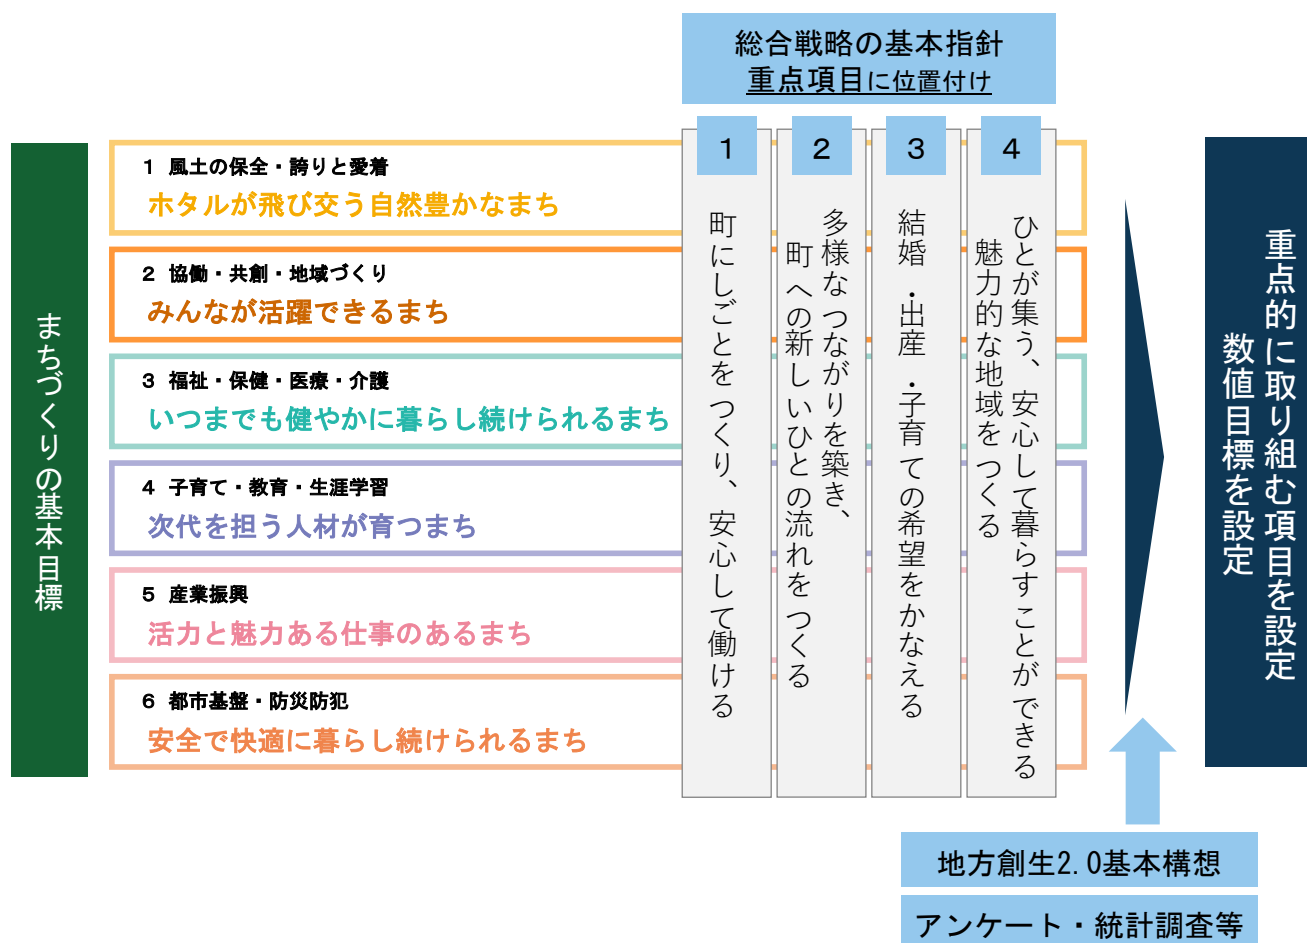 総合戦略の基本指針
重点項目に位置付け
まちづくりの基本目標
1 風土の保全・誇りと愛着
ホタルが飛び交う自然豊かなまち
2 協働・共創・地域づくり
みんなが活躍できるまち
3 福祉・保健・医療・介護
いつまでも健やかに暮らし続けられるまち
4 子育て・教育・生涯学習
次代を担う人材が育つまち
5 産業振興
活力と魅力ある仕事のあるまち
6 都市基盤・防災防犯
安全で快適に暮らし続けられるまち
1
町にしごとをつくり、安心して働ける
2
多様なつながりを築き、
町への新しいひとの流れをつくる
3
結婚・出産・子育ての希望をかなえる
4
ひとが集う、安心して暮らすことができる
魅力的な地域をつくる
重点的に取り組む項目を設定
数値目標を設定
地方創生2.0基本構想
アンケート・統計調査等